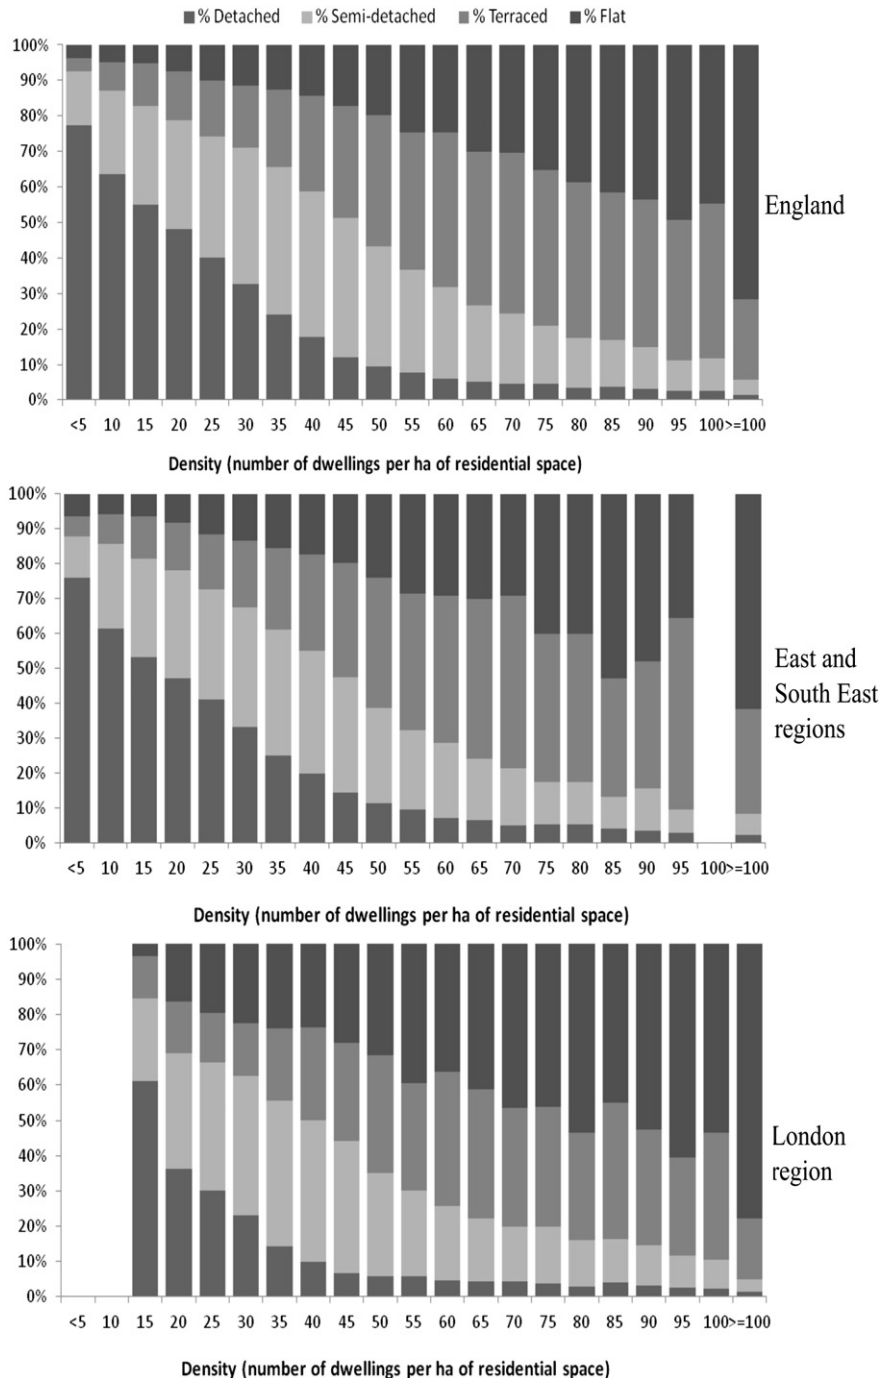 % Detached % Semi-detached % Terraced % Flat
100%
90%
80%
70%
60%
50%
40%
30%
20%
10%
0%
England
<5 10 15 20 25 30 35 40 45 50 55 60 65 70 75 80 85 90 95 100 >=100
Density (number of dwellings per ha of residential space)
100%
90%
80%
70%
60%
50%
40%
30%
20%
10%
0%
East and
South East
regions
<5 10 15 20 25 30 35 40 45 50 55 60 65 70 75 80 85 90 95 100 >=100
Density (number of dwellings per ha of residential space)
100%
90%
80%
70%
60%
50%
40%
30%
20%
10%
0%
London
region
<5 10 15 20 25 30 35 40 45 50 55 60 65 70 75 80 85 90 95 100 >=100
Density (number of dwellings per ha of residential space)